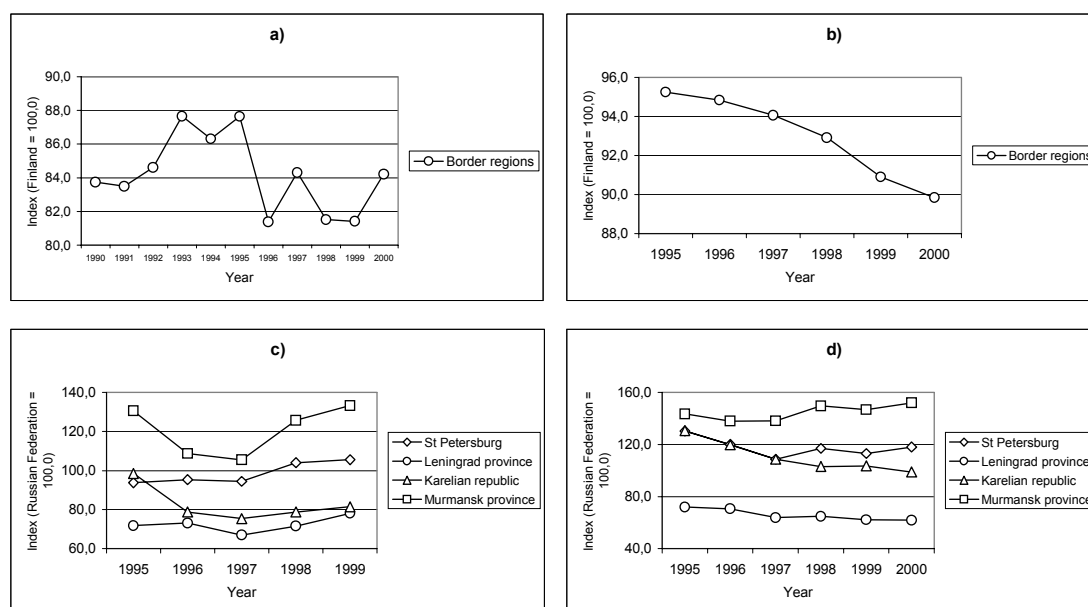 a)
90,0
88,0
86,0
84,0
82,0
80,0
Index (Finland = 100,0)
1990 1991 1992 1993 1994 1995 1996 1997 1998 1999 2000
Year
Border regions
b)
96,0
94,0
92,0
90,0
88,0
Index (Finland = 100,0)
1995 1996 1997 1998 1999 2000
Year
Border regions
c)
140,0
120,0
100,0
80,0
60,0
Index (Russian Federation =
100,0)
1995 1996 1997 1998 1999
Year
St Petersburg
Leningrad province
Karelian republic
Murmansk province
d)
160,0
120,0
80,0
40,0
Index (Russian Federation =
100,0)
1995 1996 1997 1998 1999 2000
Year
St Petersburg
Leningrad province
Karelian republic
Murmansk province